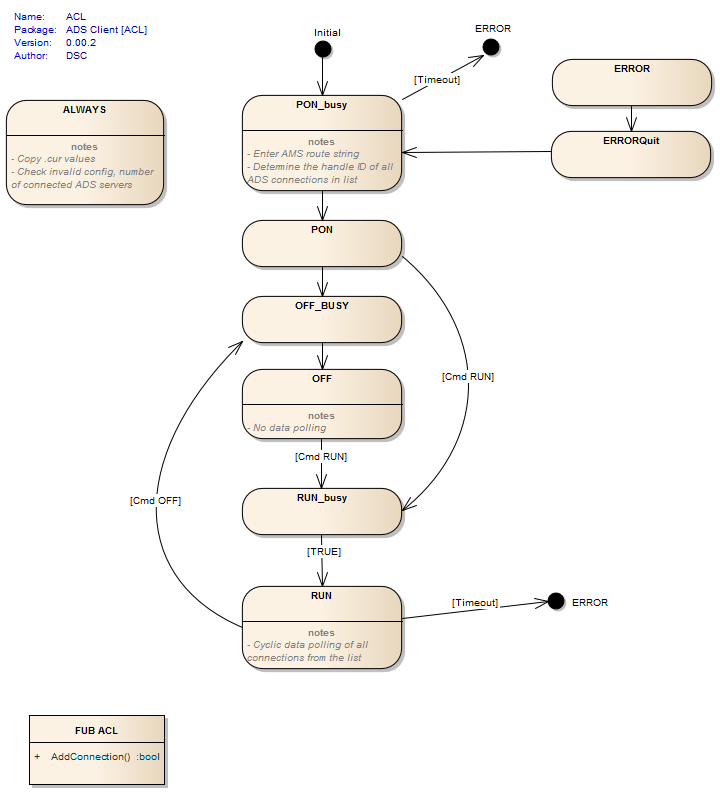 Name: ACL
Package: ADS Client [ACL]
Version: 0.00.2
Author: DSC
Initial
ERROR
[Timeout]
ERROR
ALWAYS
notes
- Copy .cur values
- Check invalid config, number
of connected ADS servers
PON_busy
notes
- Enter AMS route string
- Determine the handle ID of all
ADS connections in list
ERRORQuit
PON
OFF_BUSY
OFF
notes
- No data polling
[Cmd RUN]
[Cmd RUN]
[Cmd OFF]
RUN_busy
[TRUE]
RUN
notes
- Cyclic data polling of all
connections from the list
[Timeout]
ERROR
FUB ACL
+ AddConnection() :bool